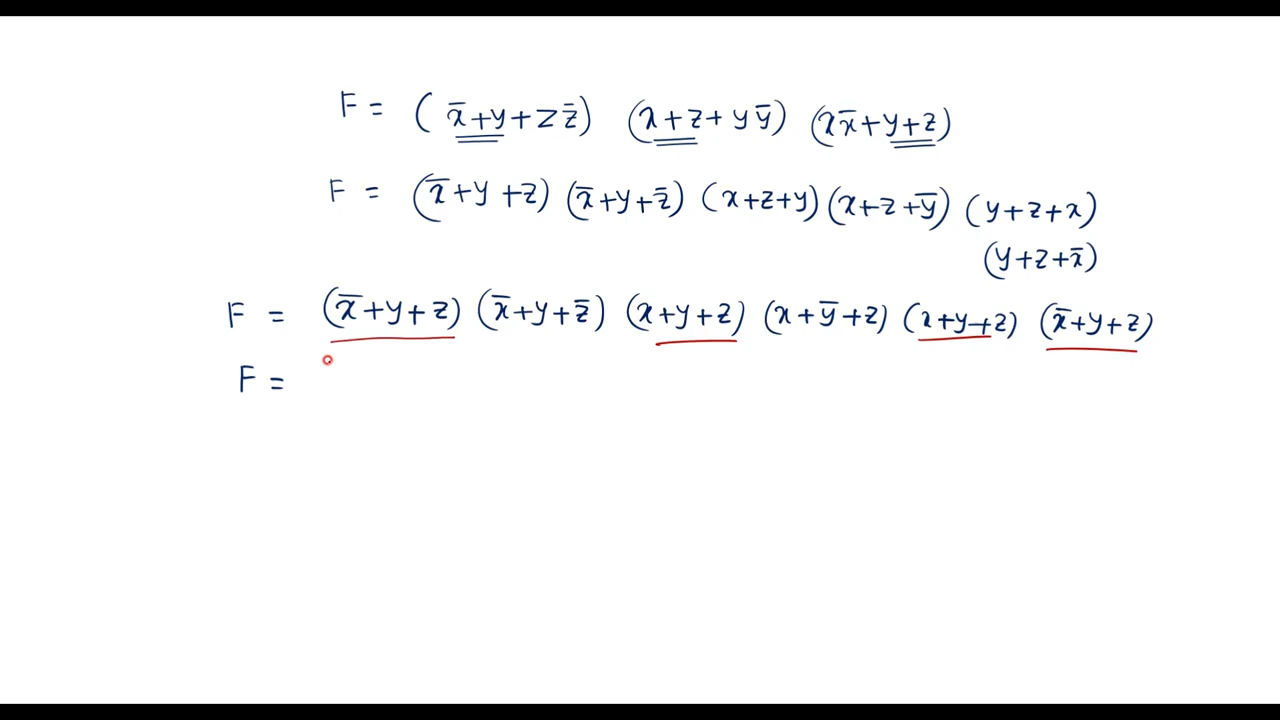 F = (x̄+y+zz̄) (x+z+yȳ) (xx̄+y+z)
F = (x̄+y+z) (x̄+y+z̄) (x+z+y) (x+z+ȳ) (y+z+x)
(y+z+x̄)
F = (x̄+y+z) (x̄+y+z̄) (x+y+z) (x+ȳ+z) (x+y+z) (x̄+y+z)
F =